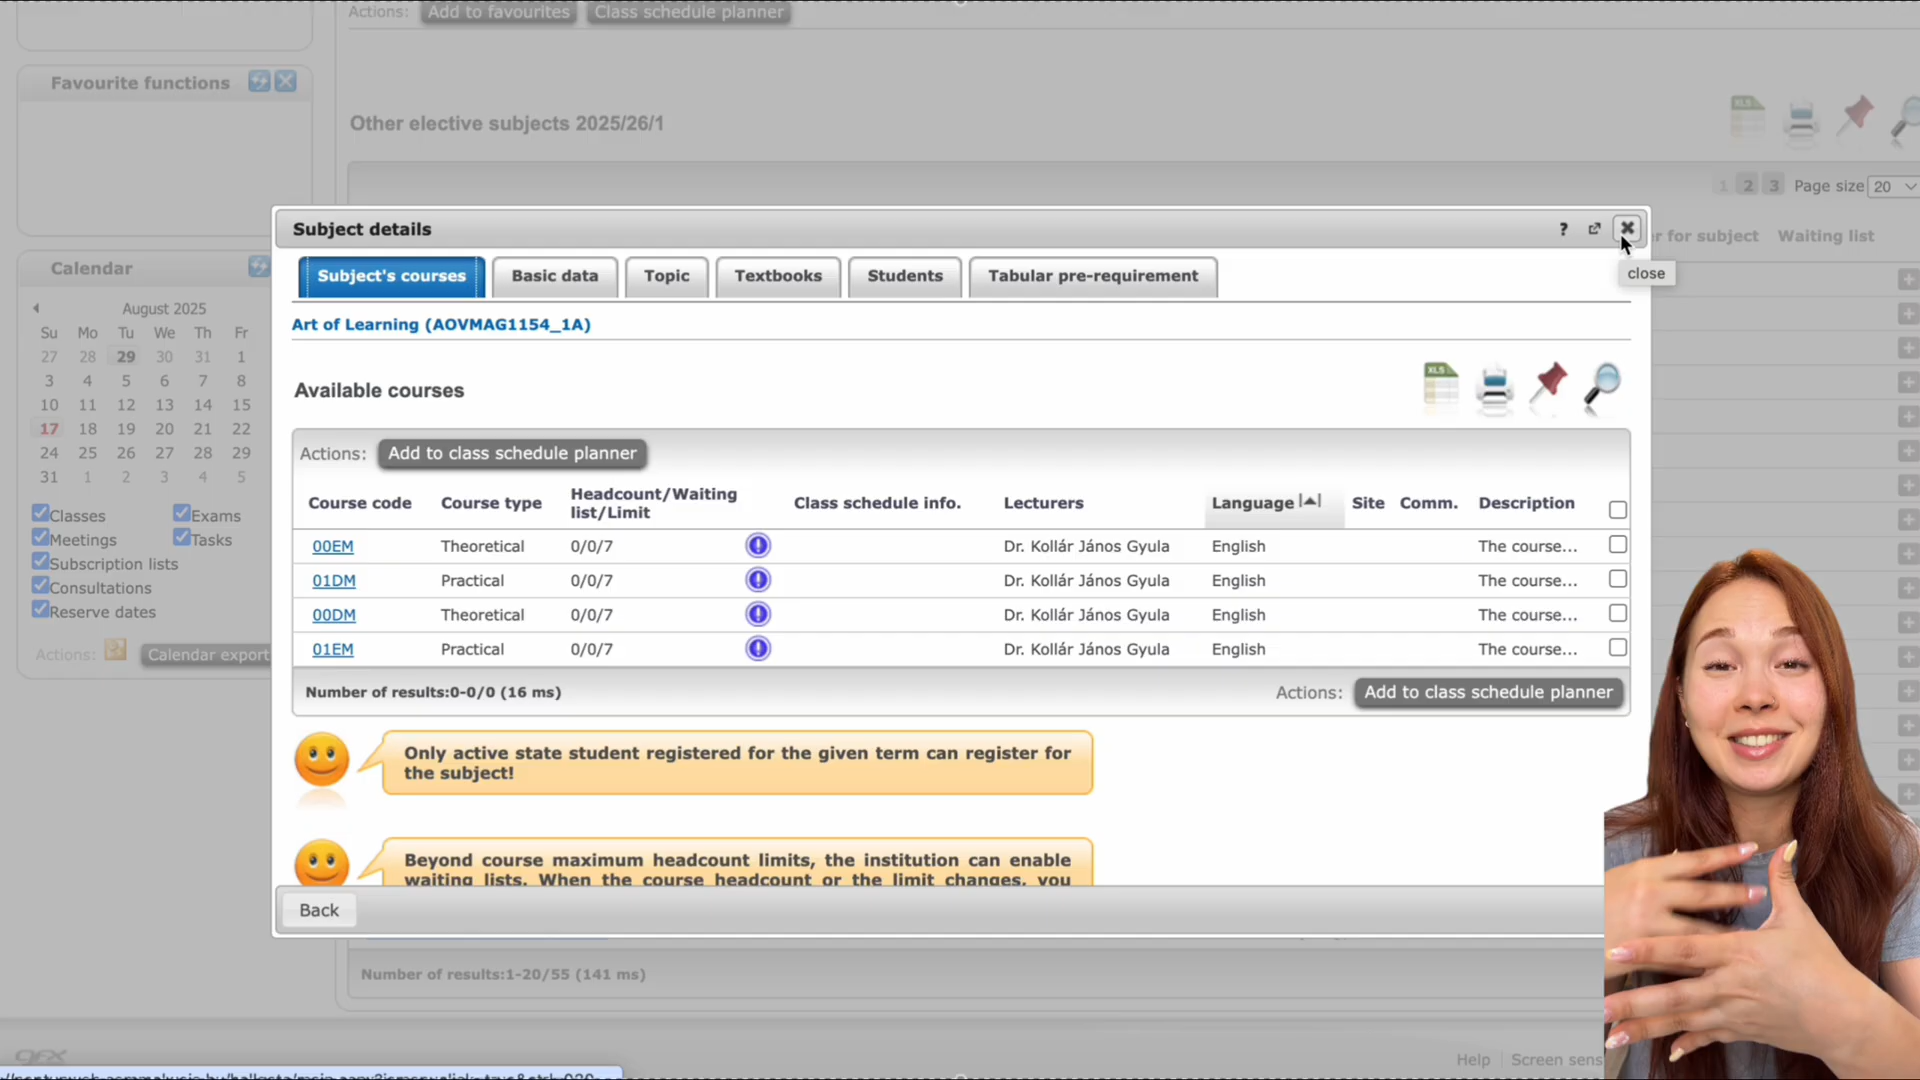 Actions: Add to favourites Class schedule planner
Favourite functions
Other elective subjects 2025/26/1
XLS
1 2 3 Page size 20
Subject details ?
r for subject Waiting list
close
Subject's courses Basic data Topic Textbooks Students Tabular pre-requirement
Calendar
August 2025
Su Mo Tu We Th Fr
27 28 29 30 31 1
3 4 5 6 7 8
10 11 12 13 14 15
17 18 19 20 21 22
24 25 26 27 28 29
31 1 2 3 4 5
Classes Exams
Meetings Tasks
Subscription lists
Consultations
Reserve dates
Actions: Calendar export
Art of Learning (AOVMAG1154_1A)
Available courses
XLS
Actions: Add to class schedule planner
Course code Course type Headcount/Waiting list/Limit Class schedule info. Lecturers Language Site Comm. Description
00EM Theoretical 0/0/7 Dr. Kollár János Gyula English The course...
01DM Practical 0/0/7 Dr. Kollár János Gyula English The course...
00DM Theoretical 0/0/7 Dr. Kollár János Gyula English The course...
01EM Practical 0/0/7 Dr. Kollár János Gyula English The course...
Number of results:0-0/0 (16 ms) Actions: Add to class schedule planner
Only active state student registered for the given term can register for
the subject!
Beyond course maximum headcount limits, the institution can enable
waiting lists. When the course headcount or the limit changes, you
Back
Number of results:1-20/55 (141 ms)
Help Screen sens